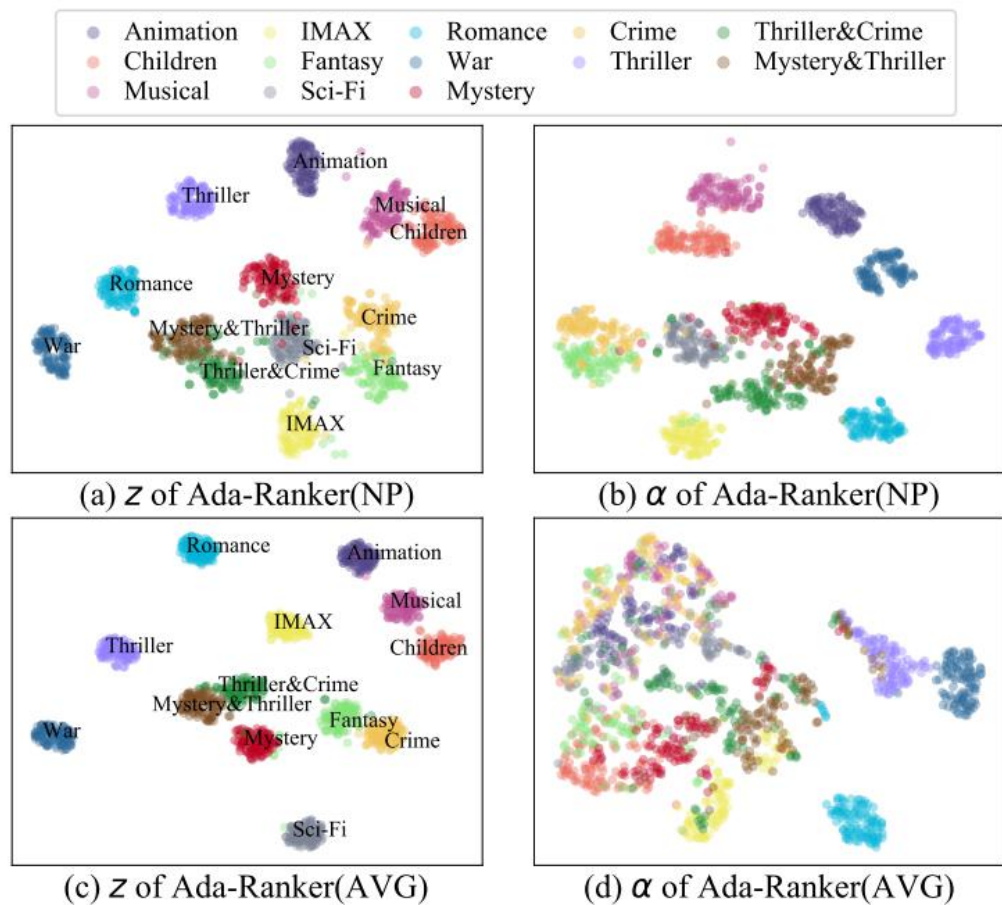 Animation IMAX Romance Crime Thriller&Crime
Children Fantasy War Thriller Mystery&Thriller
Musical Sci-Fi Mystery
Animation
Thriller
Musical
Children
Mystery
Romance
Crime
Mystery&Thriller
War
Sci-Fi
Thriller&Crime
Fantasy
IMAX
(a) z of Ada-Ranker(NP)
(b) α of Ada-Ranker(NP)
Romance
Animation
Musical
IMAX
Children
Thriller
Thriller&Crime
Mystery&Thriller
Fantasy
War
Mystery
Crime
Sci-Fi
(c) z of Ada-Ranker(AVG)
(d) α of Ada-Ranker(AVG)